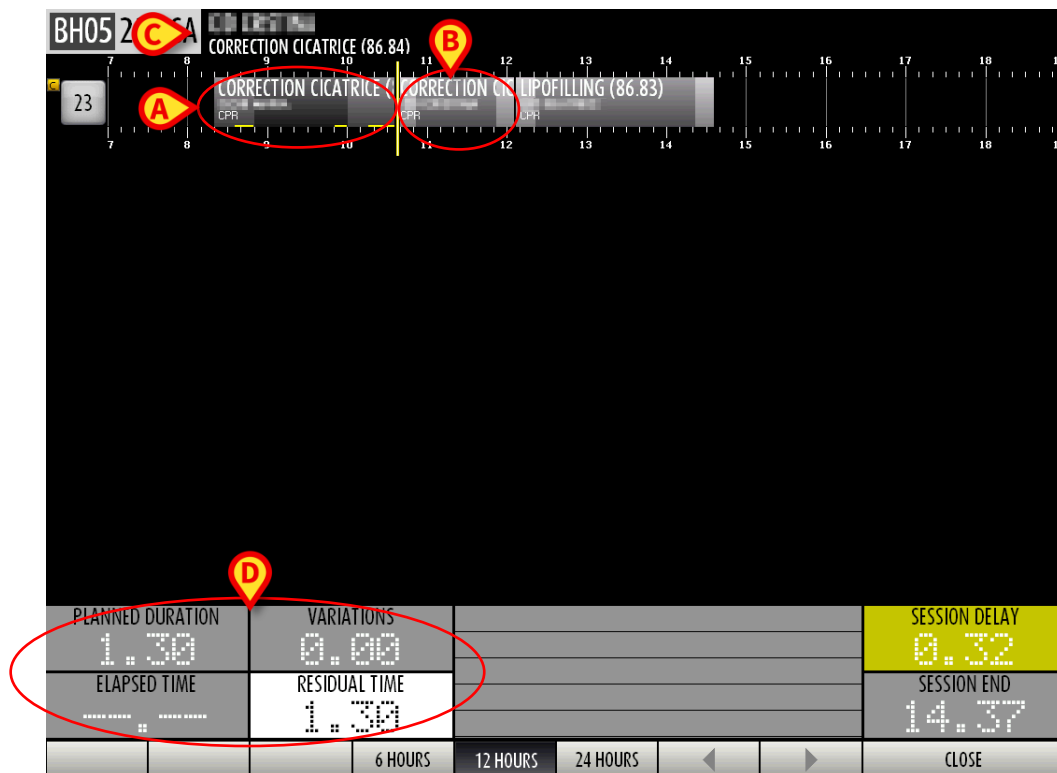 BH05
C
CORRECTION CICATRICE (86.84)
B
7 8 9 10 11 12 13 14 15 16 17 18
C
23
A
CORRECTION CICATRICE (
CORRECTION CIC
LIPOFILLING (86.83)
CPR
CPR
CPR
7 8 9 10 11 12 13 14 15 16 17 18
D
PLANNED DURATION
VARIATIONS
SESSION DELAY
1.30
0.00
0.32
ELAPSED TIME
RESIDUAL TIME
SESSION END
--.--
1.30
14.37
6 HOURS
12 HOURS
24 HOURS
CLOSE